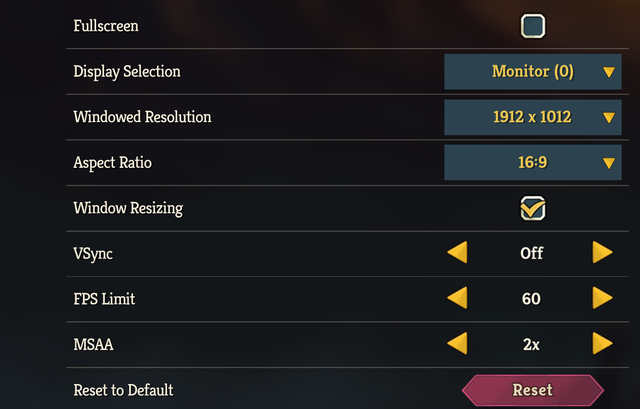 Fullscreen
Display Selection Monitor (0)
Windowed Resolution 1912 x 1012
Aspect Ratio 16:9
Window Resizing
VSync Off
FPS Limit 60
MSAA 2x
Reset to Default Reset